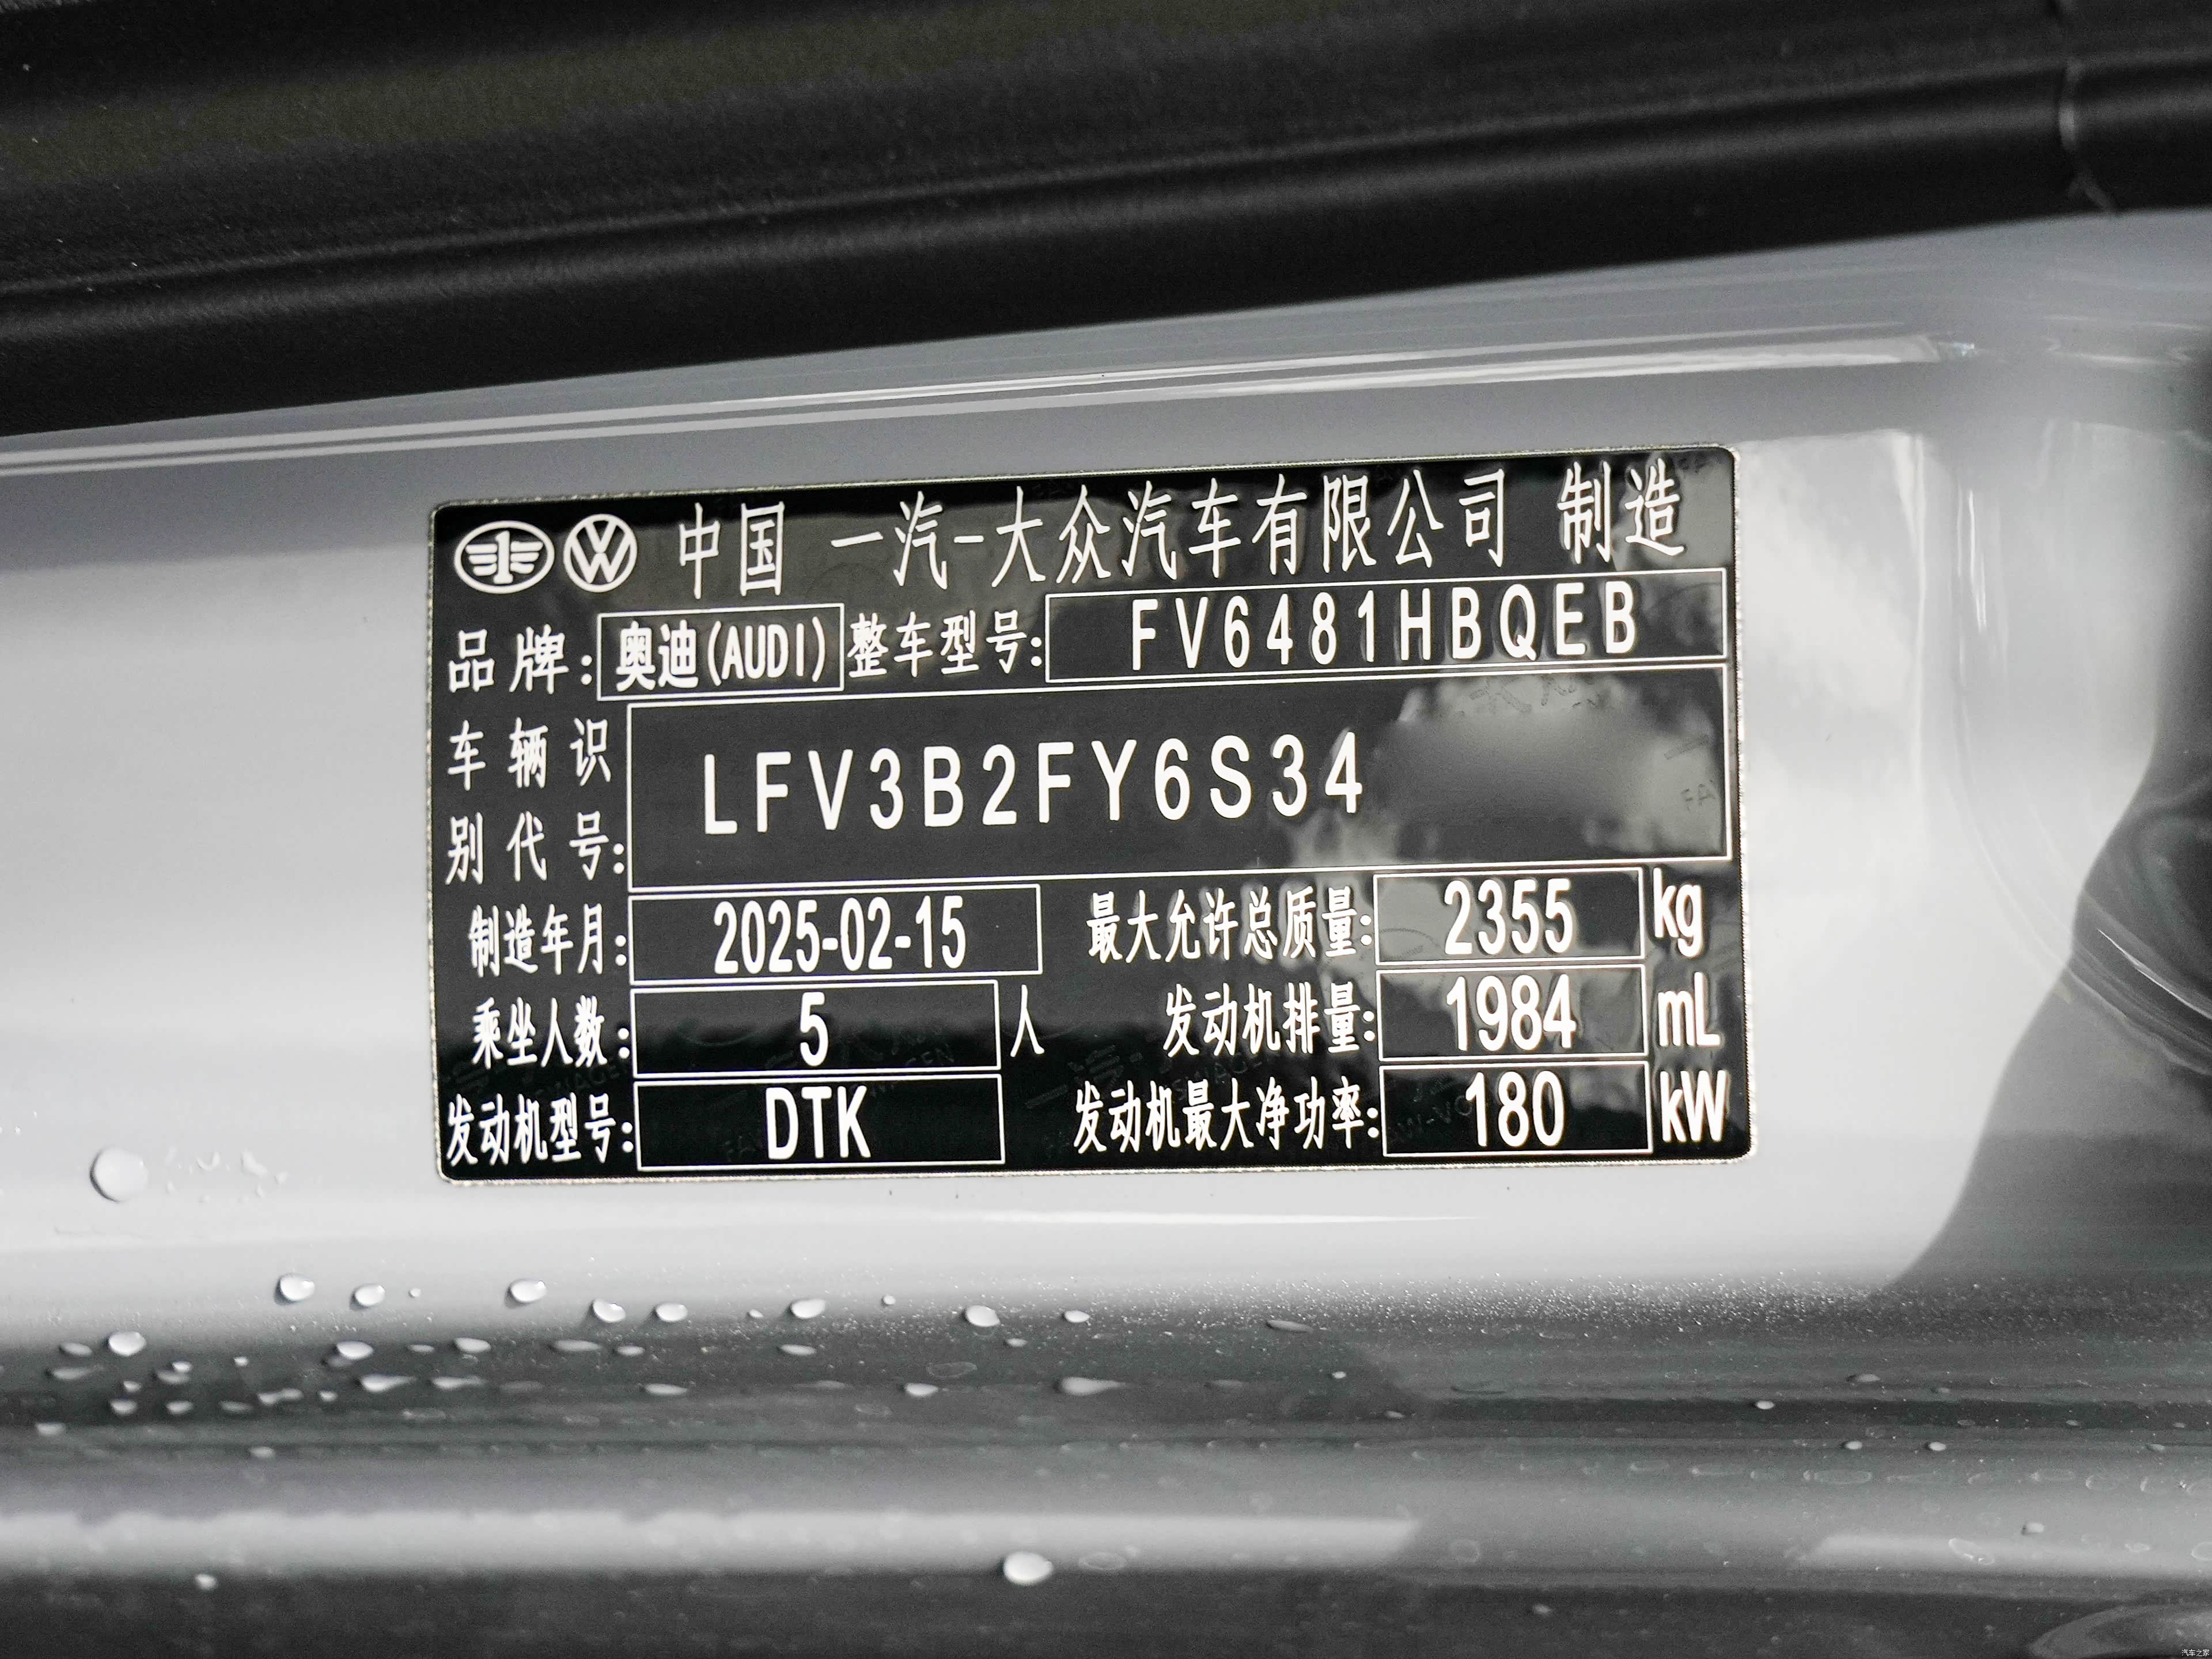 中国 一汽-大众汽车有限公司 制造
品牌: 奥迪(AUDI) 整车型号: FV6481HBQEB
车辆识
别代号: LFV3B2FY6S34
制造年月: 2025-02-15 最大允许总质量: 2355 kg
乘坐人数: 5 人 发动机排量: 1984 mL
发动机型号: DTK 发动机最大净功率: 180 kW
汽车之家